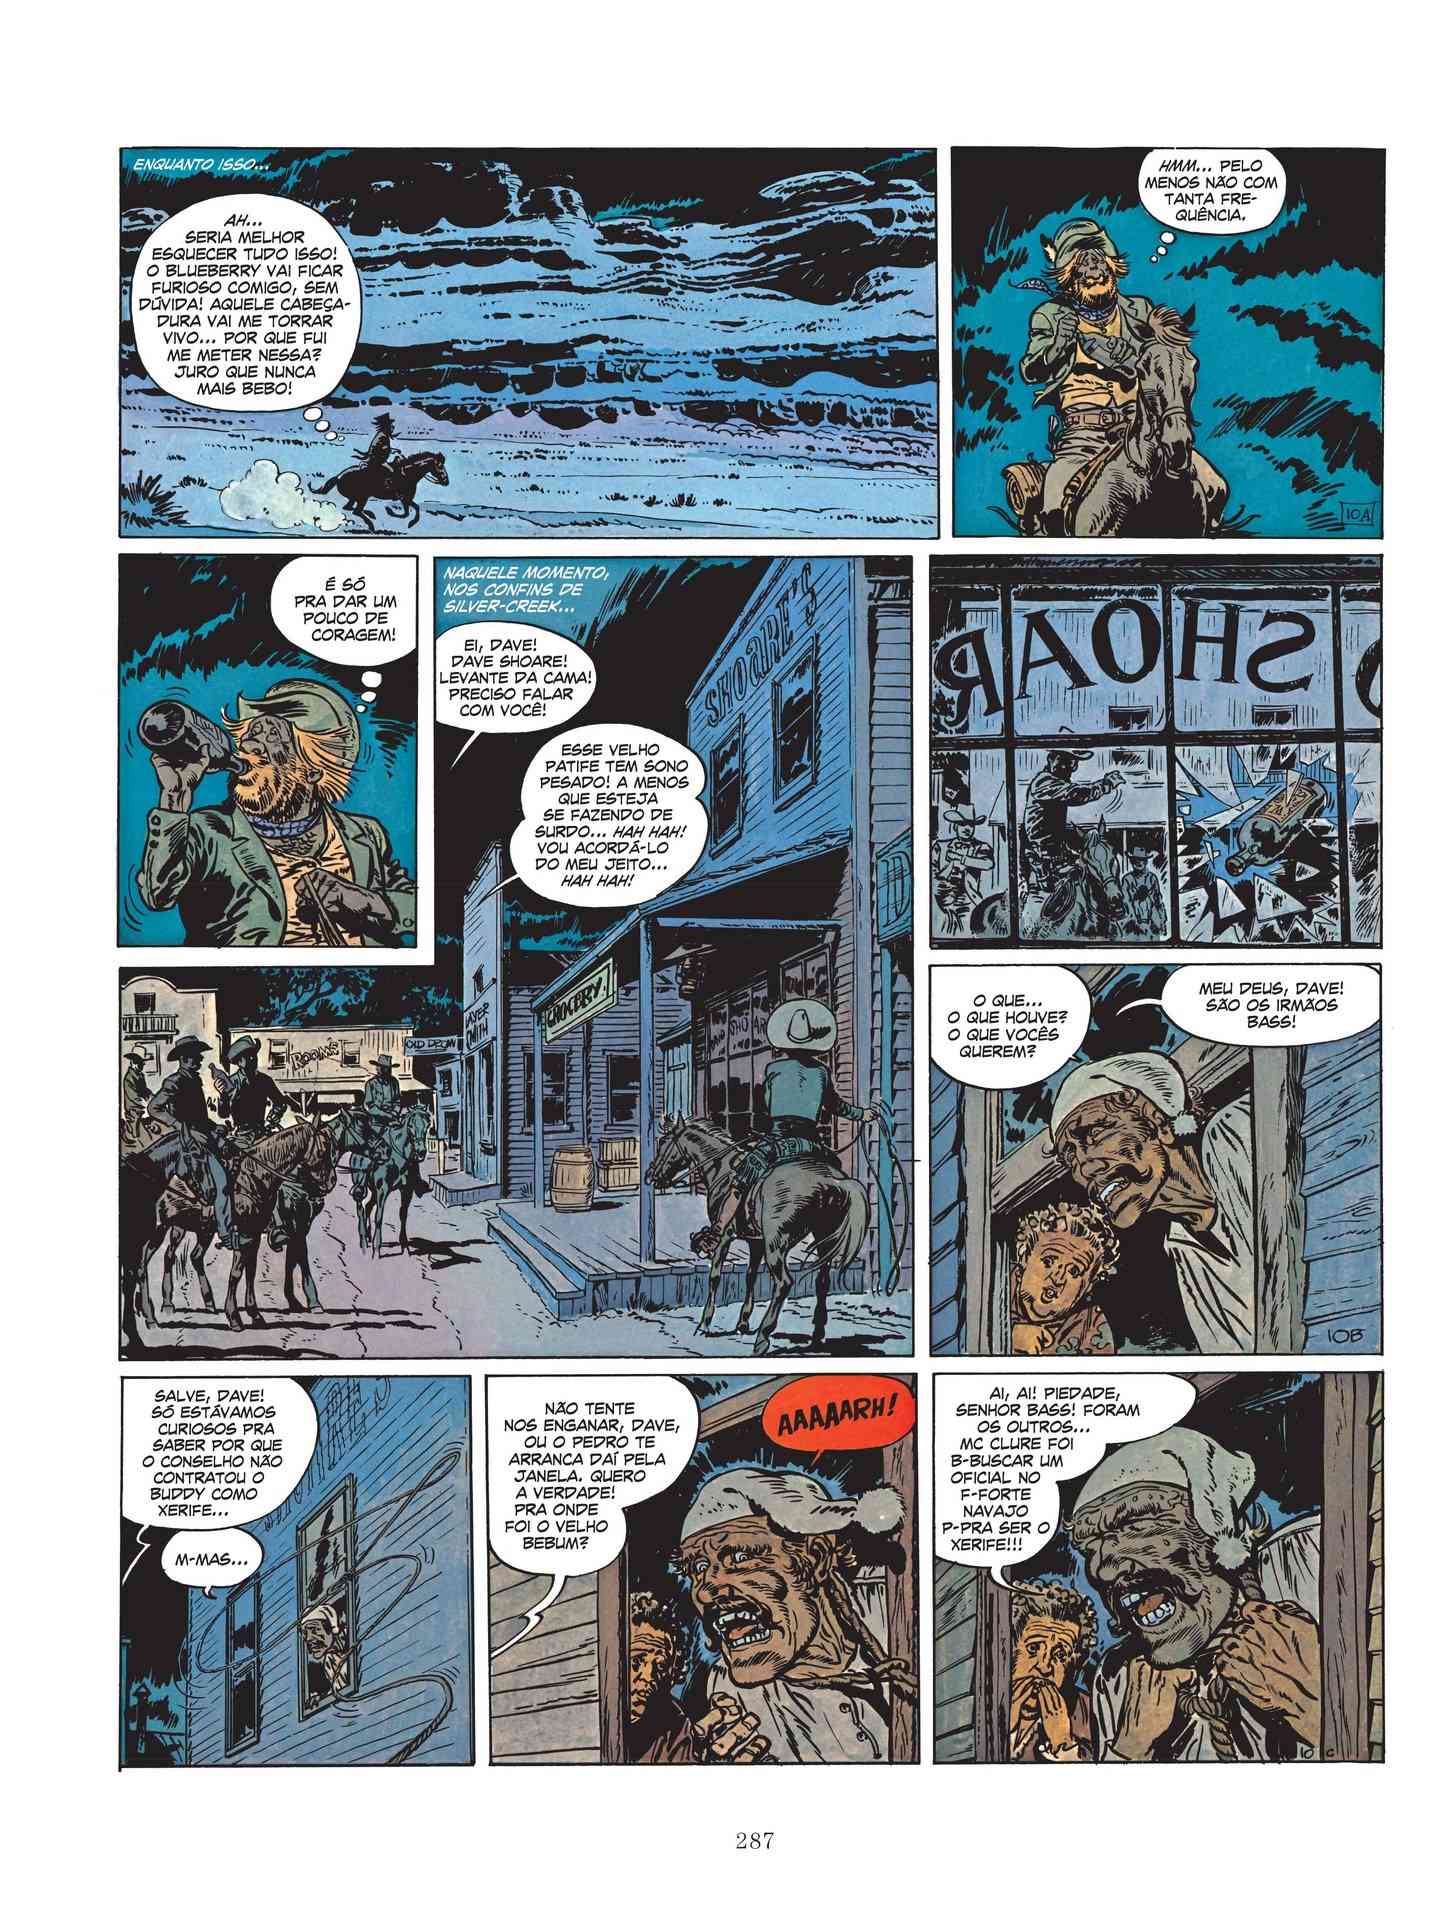 ENQUANTO ISSO...
AH...
SERIA MELHOR
ESQUECER TUDO ISSO!
O BLUEBERRY VAI FICAR
FURIOSO COMIGO, SEM
DÚVIDA! AQUELE CABEÇA-
DURA VAI ME TORRAR
VIVO... POR QUE FUI
ME METER NESSA?
JURO QUE NUNCA
MAIS BEBO!
HMM... PELO
MENOS NÃO COM
TANTA FRE-
QUÊNCIA.
10A
É SÓ
PRA DAR UM
POUCO DE
CORAGEM!
NAQUELE MOMENTO,
NOS CONFINS DE
SILVER-CREEK...
EI, DAVE!
DAVE SHOARE!
LEVANTE DA CAMA!
PRECISO FALAR
COM VOCÊ!
ESSE VELHO
PATIFE TEM SONO
PESADO! A MENOS
QUE ESTEJA
SE FAZENDO DE
SURDO... HAH HAH!
VOU ACORDÁ-LO
DO MEU JEITO...
HAH HAH!
SHOARE'S
GROCERY
ROOMS
SHOAR
O QUE...
O QUE HOUVE?
O QUE VOCÊS
QUEREM?
MEU DEUS, DAVE!
SÃO OS IRMÃOS
BASS!
10B
SALVE, DAVE!
SÓ ESTÁVAMOS
CURIOSOS PRA
SABER POR QUE
O CONSELHO NÃO
CONTRATOU O
BUDDY COMO
XERIFE...
M-MAS...
NÃO TENTE
NOS ENGANAR, DAVE,
OU O PEDRO TE
ARRANCA DAÍ PELA
JANELA. QUERO
A VERDADE!
PRA ONDE
FOI O VELHO
BEBUM?
AAAAARH!
AI, AI! PIEDADE,
SENHOR BASS! FORAM
OS OUTROS...
MC CLURE FOI
B-BUSCAR UM
OFICIAL NO
F-FORTE
NAVAJO
P-PRA SER O
XERIFE!!!
10 C
287